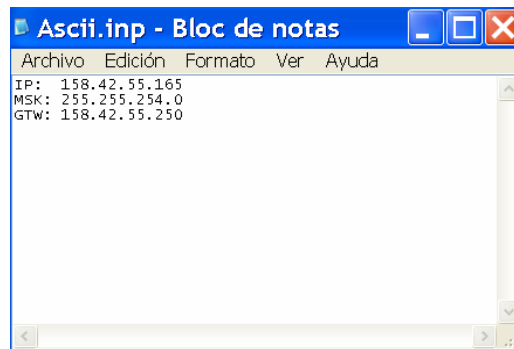 Ascii.inp - Bloc de notas
Archivo Edición Formato Ver Ayuda
IP: 158.42.55.165
MSK: 255.255.254.0
GTW: 158.42.55.250